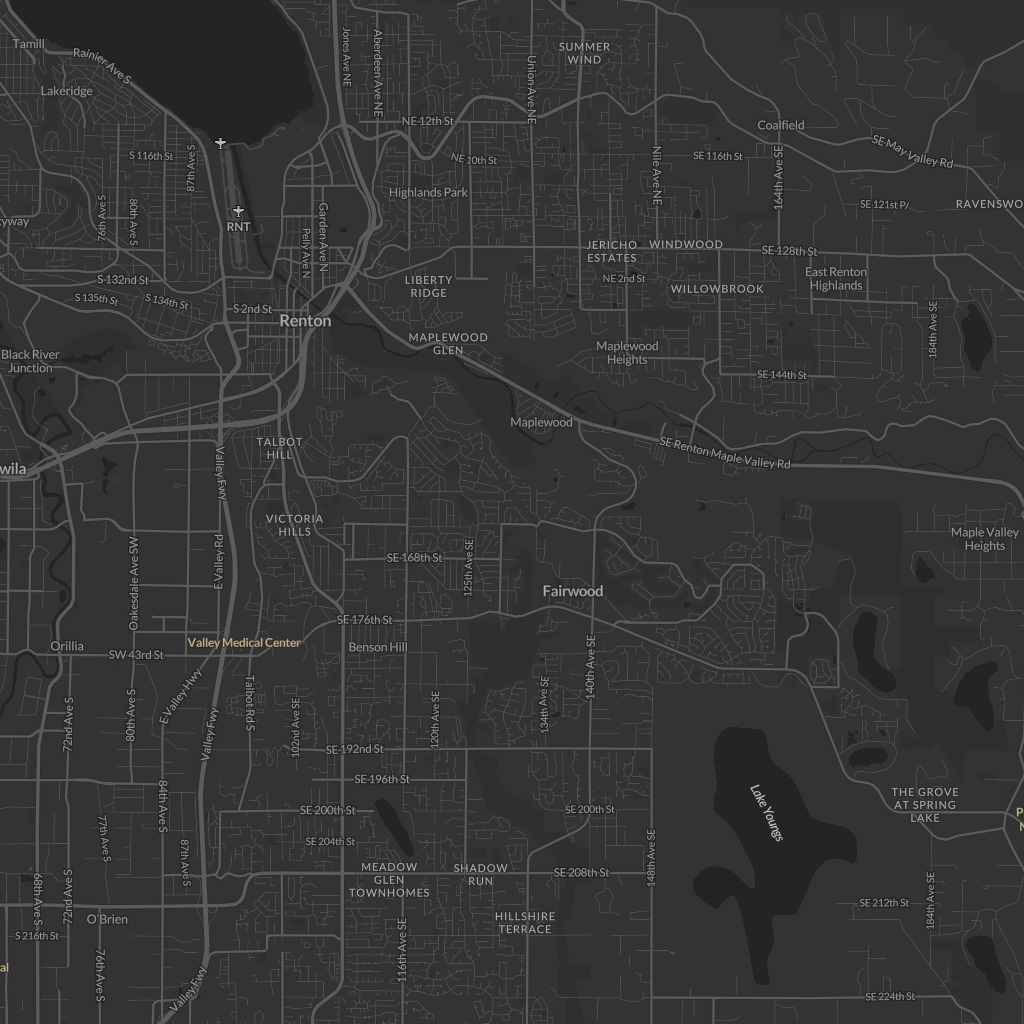 Tamill
Rainier Ave S
Lakeridge
Jones Ave NE
Aberdeen Ave NE
Union Ave NE
SUMMER
WIND
NE 12th St
NE 10th St
Coalfield
SE May Valley Rd
S 116th St
87th Ave S
SE 116th St
Nile Ave NE
164th Ave SE
Highlands Park
76th Ave S
80th Ave S
RNT
Garden Ave N
Pelly Ave N
SE 121st Pl
RAVENSWO
yway
JERICHO
ESTATES
WINDWOOD
SE 128th St
S 132nd St
S 135th St
S 134th St
S 2nd St
LIBERTY
RIDGE
NE 2nd St
WILLOWBROOK
East Renton
Highlands
Renton
MAPLEWOOD
GLEN
Maplewood
Heights
184th Ave SE
Black River
Junction
SE 144th St
Maplewood
SE Renton Maple Valley Rd
TALBOT
HILL
wila
Valley Fwy
VICTORIA
HILLS
Maple Valley
Heights
Oakesdale Ave SW
E Valley Rd
SE 168th St
125th Ave SE
Fairwood
SE 176th St
Orillia
Valley Medical Center
SW 43rd St
Benson Hill
140th Ave SE
E Valley Hwy
72nd Ave S
80th Ave S
Talbot Rd S
102nd Ave SE
120th Ave SE
134th Ave SE
Valley Fwy
SE 192nd St
SE 196th St
84th Ave S
SE 200th St
SE 200th St
Lake Youngs
THE GROVE
AT SPRING
LAKE
77th Ave S
87th Ave S
SE 204th St
148th Ave SE
MEADOW
GLEN
TOWNHOMES
SHADOW
RUN
SE 208th St
68th Ave S
72nd Ave S
O'Brien
HILLSHIRE
TERRACE
SE 212th St
184th Ave SE
S 216th St
116th Ave SE
al
76th Ave S
Valley Fwy
SE 224th St